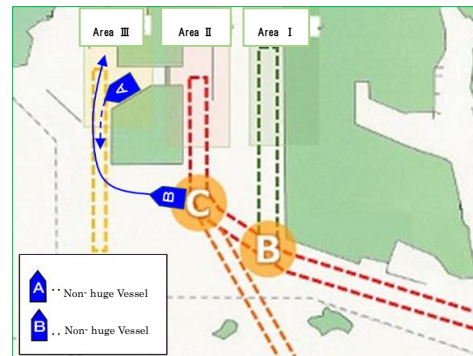 Area Ⅲ
Area Ⅱ
Area Ⅰ
A
B
C
B
A ‥ Non- huge Vessel
B ‥ Non- huge Vessel